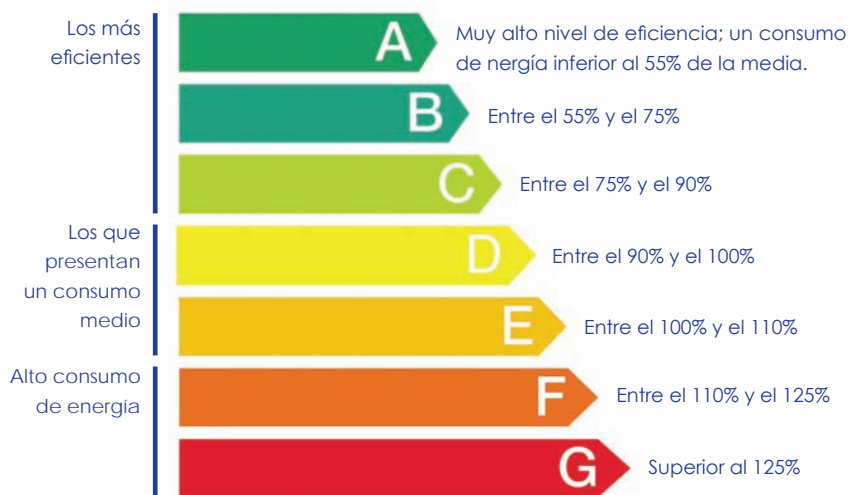 Los más
eficientes
A
Muy alto nivel de eficiencia; un consumo
de nergía inferior al 55% de la media.
B
Entre el 55% y el 75%
C
Entre el 75% y el 90%
Los que
presentan
un consumo
medio
D
Entre el 90% y el 100%
E
Entre el 100% y el 110%
Alto consumo
de energía
F
Entre el 110% y el 125%
G
Superior al 125%